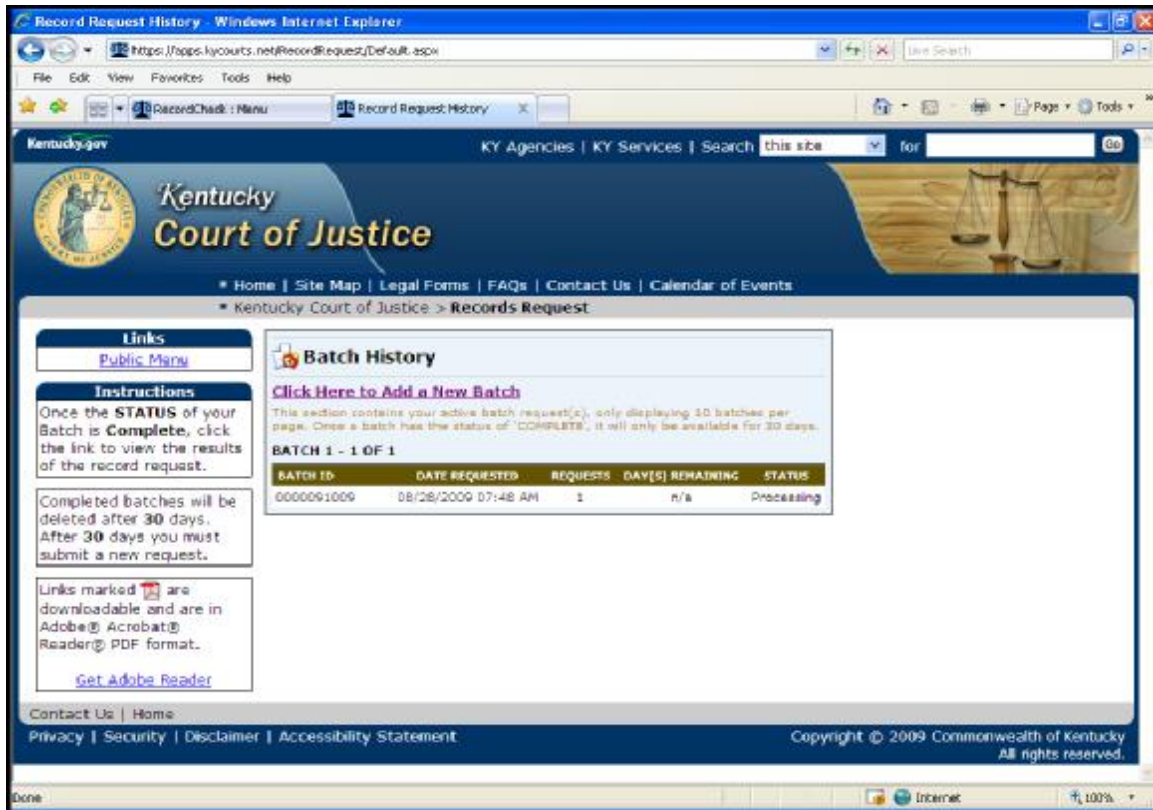 Record Request History - Windows Internet Explorer
https://apps.kycourts.net/RecordRequest/Default.aspx
Live Search
File Edit View Favorites Tools Help
RecordCheck : Menu
Record Request History
Page
Tools
Kentucky.gov
KY Agencies | KY Services | Search this site for Go
Kentucky
Court of Justice
Home | Site Map | Legal Forms | FAQs | Contact Us | Calendar of Events
Kentucky Court of Justice > Records Request
Links
Public Menu
Instructions
Once the STATUS of your
Batch is Complete, click
the link to view the results
of the record request.
Completed batches will be
deleted after 30 days.
After 30 days you must
submit a new request.
Links marked are
downloadable and are in
Adobe® Acrobat®
Reader® PDF format.
Get Adobe Reader
Batch History
Click Here to Add a New Batch
This section contains your active batch request(s), only displaying 10 batches per
page. Once a batch has the status of 'COMPLETE', it will only be available for 30 days.
BATCH 1 - 1 OF 1
BATCH ID DATE REQUESTED REQUESTS DAY(S) REMAINING STATUS
0000091009 08/28/2009 07:48 AM 1 n/a Processing
Contact Us | Home
Privacy | Security | Disclaimer | Accessibility Statement
Copyright © 2009 Commonwealth of Kentucky
All rights reserved.
Done
Internet
100%